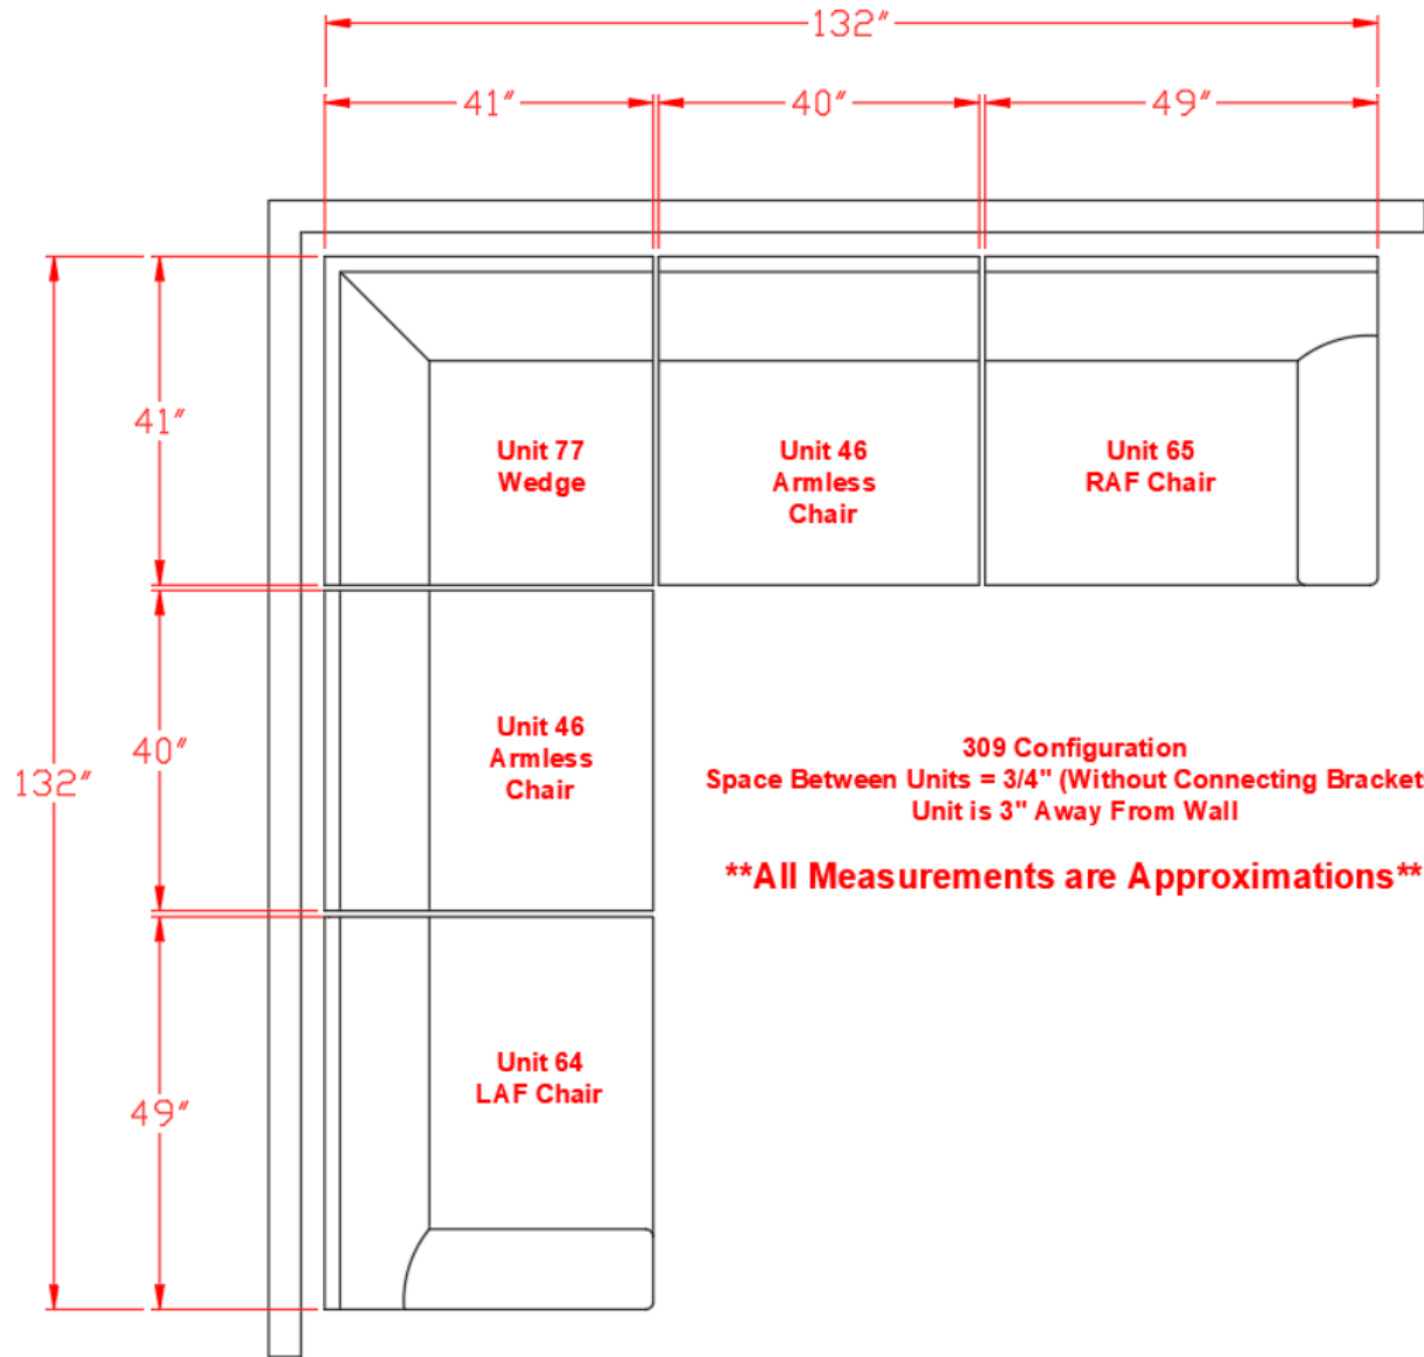 132"
41" 40" 49"
41"
Unit 77
Wedge
Unit 46
Armless
Chair
Unit 65
RAF Chair
40"
132"
Unit 46
Armless
Chair
309 Configuration
Space Between Units = 3/4" (Without Connecting Bracket
Unit is 3" Away From Wall
**All Measurements are Approximations**
49"
Unit 64
LAF Chair